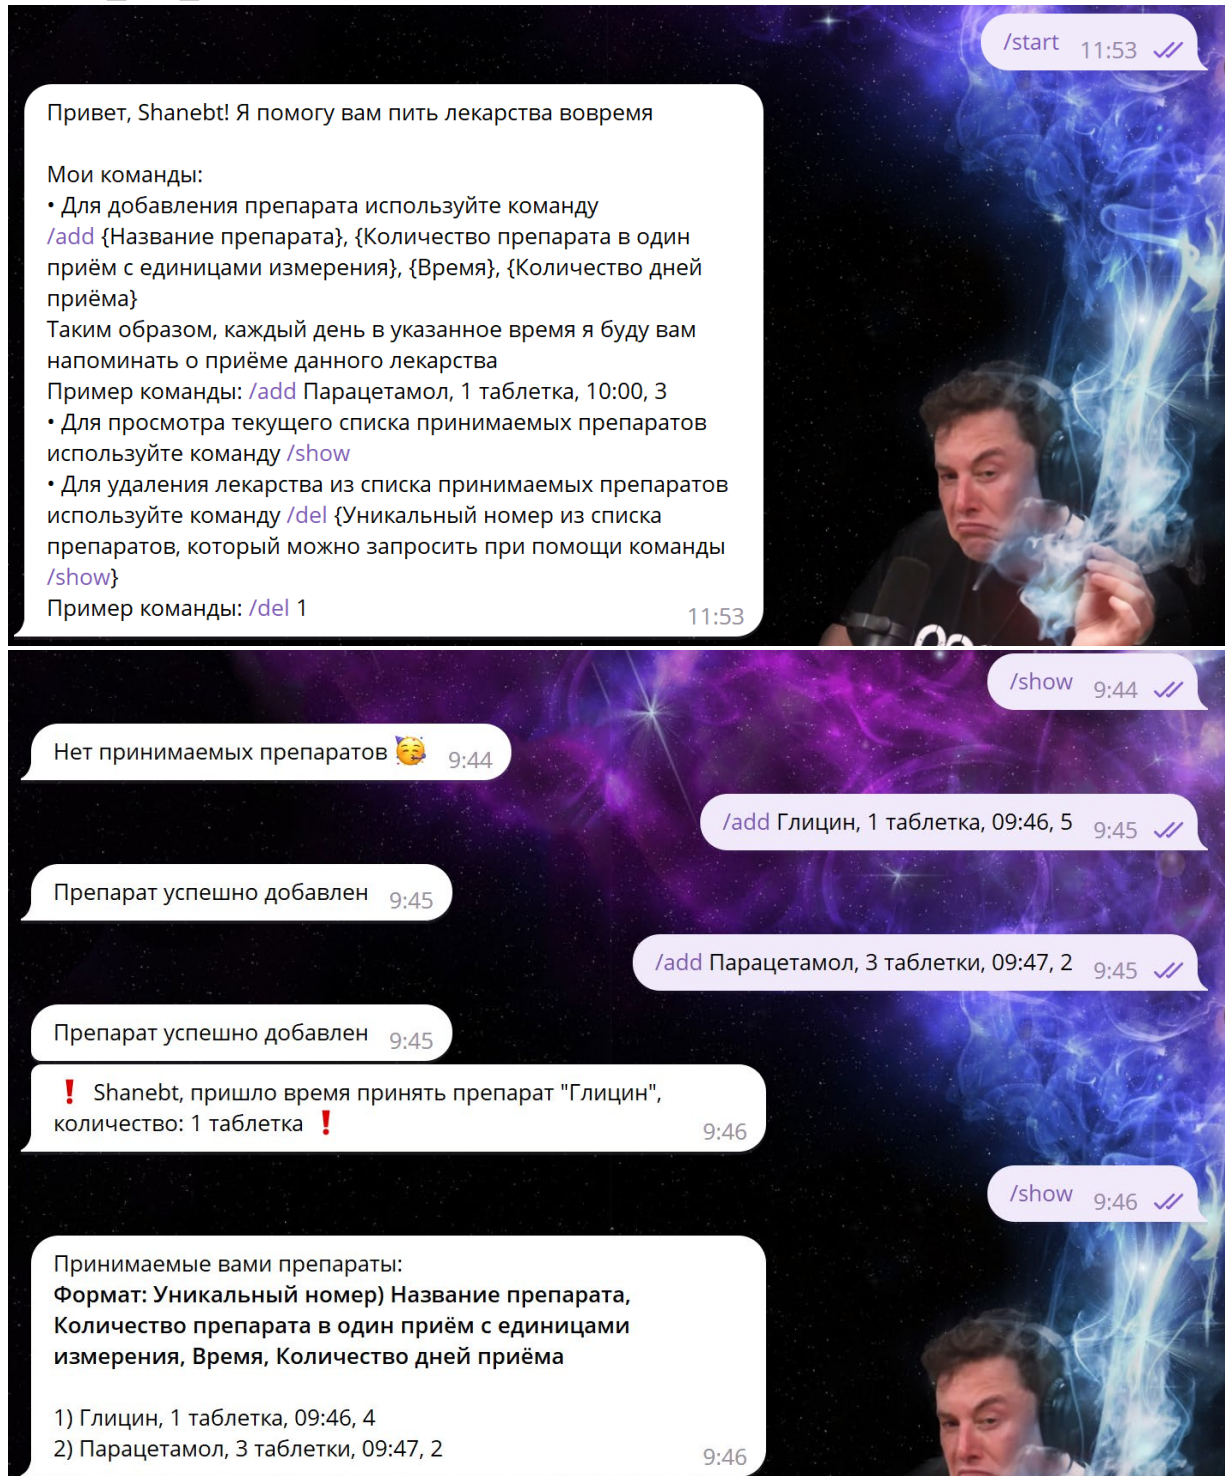 /start 11:53
Привет, Shanebt! Я помогу вам пить лекарства вовремя
Мои команды:
• Для добавления препарата используйте команду
/add {Название препарата}, {Количество препарата в один
приём с единицами измерения}, {Время}, {Количество дней
приёма}
Таким образом, каждый день в указанное время я буду вам
напоминать о приёме данного лекарства
Пример команды: /add Парацетамол, 1 таблетка, 10:00, 3
• Для просмотра текущего списка принимаемых препаратов
используйте команду /show
• Для удаления лекарства из списка принимаемых препаратов
используйте команду /del {Уникальный номер из списка
препаратов, который можно запросить при помощи команды
/show}
Пример команды: /del 1
11:53
/show 9:44
Нет принимаемых препаратов 🥳 9:44
/add Глицин, 1 таблетка, 09:46, 5 9:45
Препарат успешно добавлен 9:45
/add Парацетамол, 3 таблетки, 09:47, 2 9:45
Препарат успешно добавлен 9:45
❗ Shanebt, пришло время принять препарат "Глицин",
количество: 1 таблетка ❗ 9:46
/show 9:46
Принимаемые вами препараты:
Формат: Уникальный номер) Название препарата,
Количество препарата в один приём с единицами
измерения, Время, Количество дней приёма
1) Глицин, 1 таблетка, 09:46, 4
2) Парацетамол, 3 таблетки, 09:47, 2
9:46